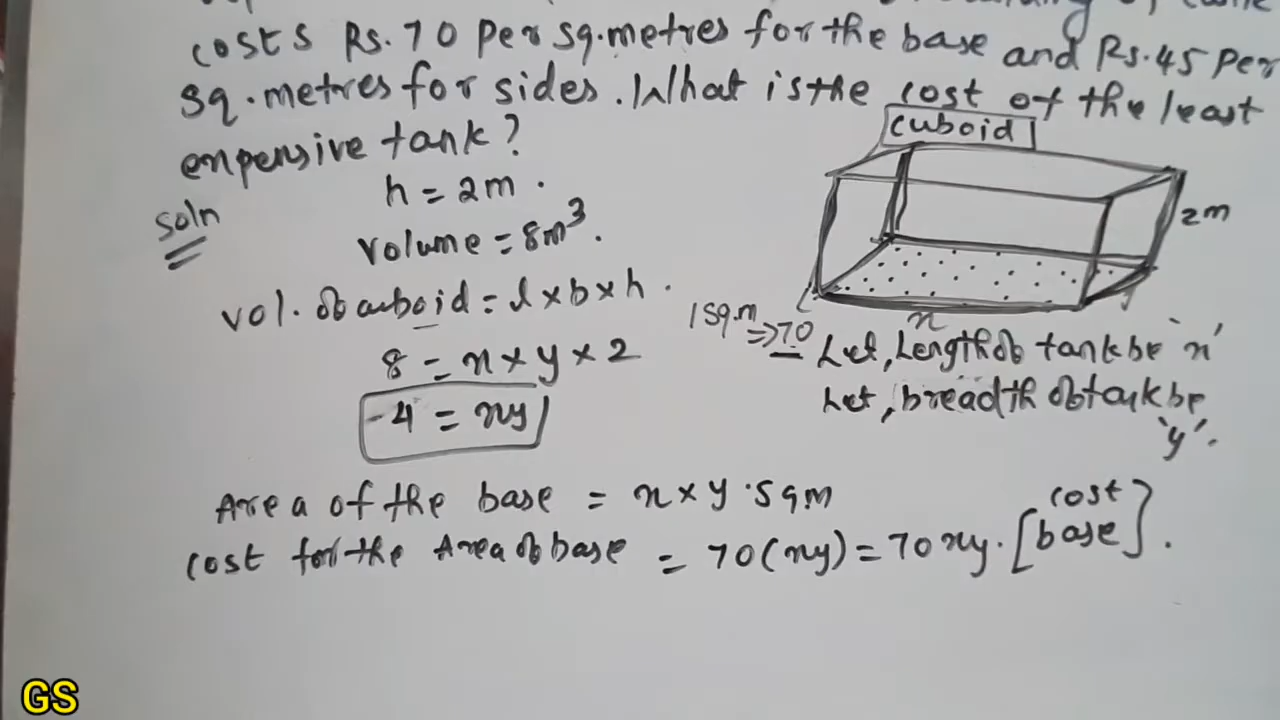 costs Rs. 70 Per sq.metres for the base and Rs.45 Per
sq.metres for sides. What is the cost of the least
expensive tank?
cuboid
h = 2m.
soln
volume = 8m³.
2m
vol. of cuboid = l×b×h.
1sq.m
=>70
x
y
8 = x × y × 2
Let, Length of tank be 'x'
4 = xy
Let, breadth of tank be
'y'.
Area of the base = x × y.sqm
cost for the Area of base = 70(xy) = 70xy. [cost base].
GS